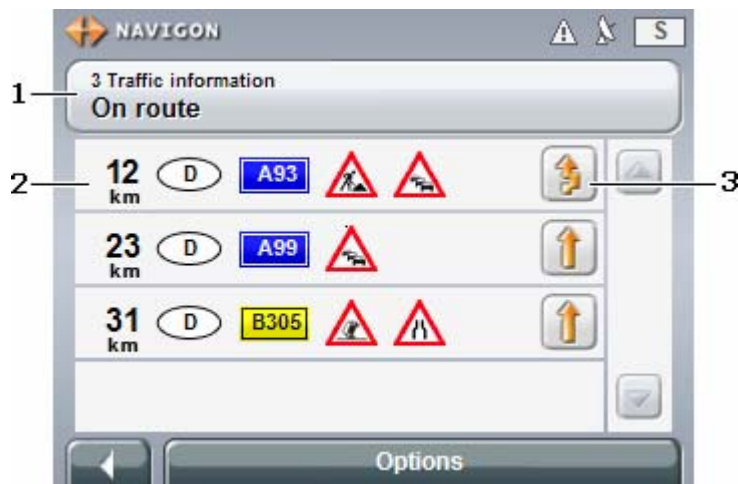 NAVIGON S
3 Traffic information
On route
1
12 km D A93
2
3
23 km D A99
31 km D B305
Options